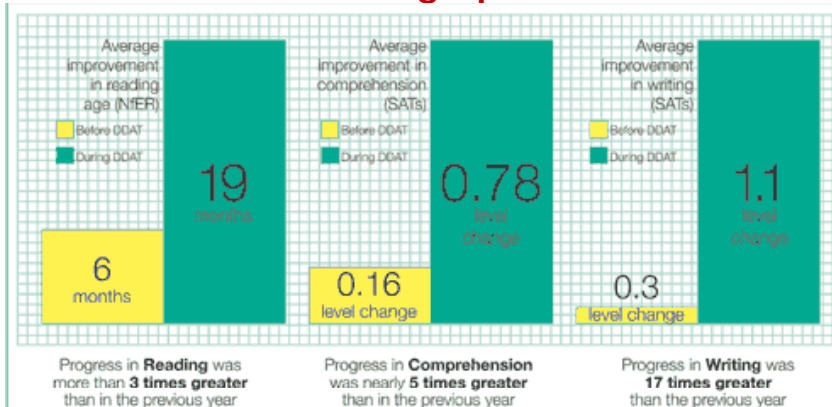 Average
improvement
in reading
age (NfER)
Before DDAT
During DDAT
19
months
6
months
Average
improvement in
comprehension
(SATs)
Before DDAT
During DDAT
0.78
level
change
0.16
level change
Average
improvement
in writing
(SATs)
Before DDAT
During DDAT
1.1
level
change
0.3
level change
Progress in Reading was
more than 3 times greater
than in the previous year
Progress in Comprehension
was nearly 5 times greater
than in the previous year
Progress in Writing was
17 times greater
than in the previous year